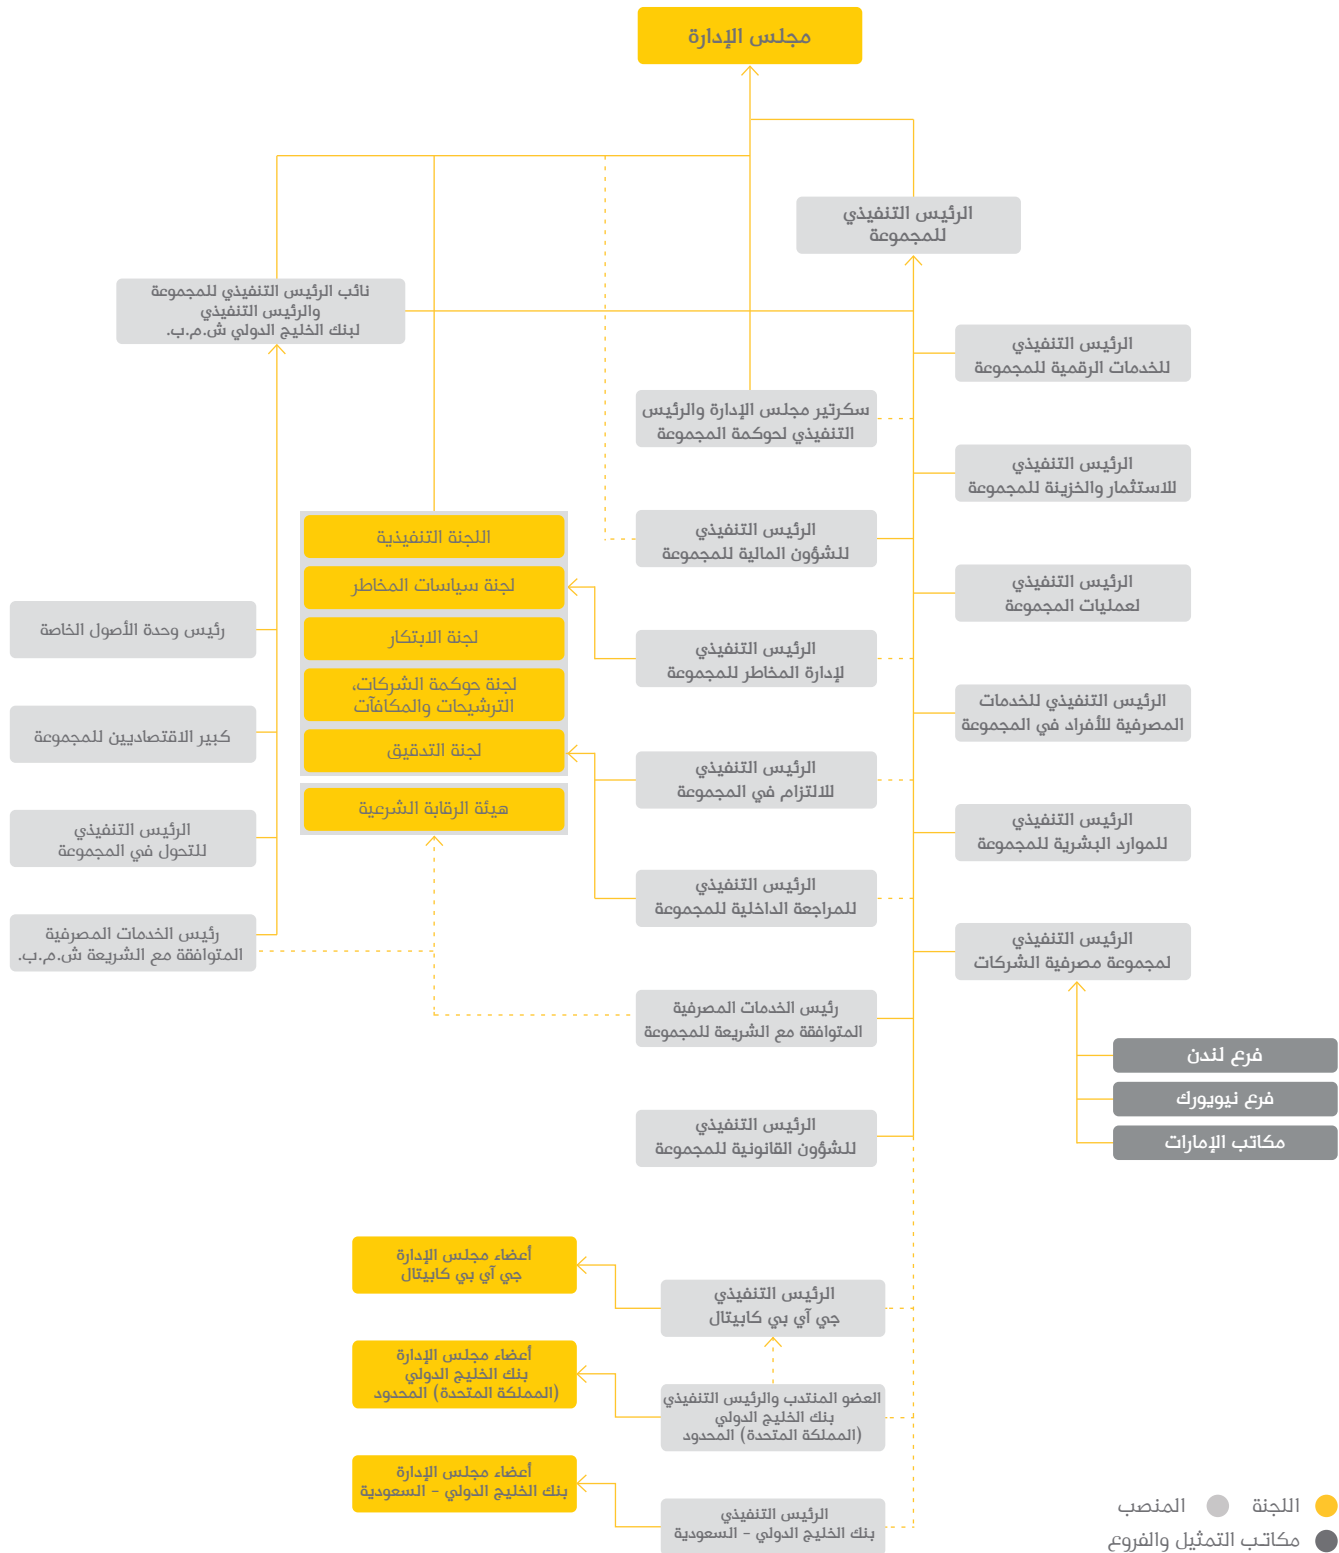 مجلس الإدارة
الرئيس التنفيذي
للمجموعة
نائب الرئيس التنفيذي للمجموعة
والرئيس التنفيذي
لبنك الخليج الدولي ش.م.ب.
الرئيس التنفيذي
للخدمات الرقمية للمجموعة
سكرتير مجلس الإدارة والرئيس
التنفيذي لحوكمة المجموعة
الرئيس التنفيذي
للاستثمار والخزينة للمجموعة
الرئيس التنفيذي
للشؤون المالية للمجموعة
اللجنة التنفيذية
لجنة سياسات المخاطر
لجنة الابتكار
لجنة حوكمة الشركات،
الترشيحات والمكافآت
لجنة التدقيق
هيئة الرقابة الشرعية
الرئيس التنفيذي
لعمليات المجموعة
رئيس وحدة الأصول الخاصة
الرئيس التنفيذي
لإدارة المخاطر للمجموعة
الرئيس التنفيذي للخدمات
المصرفية للأفراد في المجموعة
كبير الاقتصاديين للمجموعة
الرئيس التنفيذي
للالتزام في المجموعة
الرئيس التنفيذي
للموارد البشرية للمجموعة
الرئيس التنفيذي
للتحول في المجموعة
الرئيس التنفيذي
للمراجعة الداخلية للمجموعة
الرئيس التنفيذي
لمجموعة مصرفية الشركات
رئيس الخدمات المصرفية
المتوافقة مع الشريعة ش.م.ب.
رئيس الخدمات المصرفية
المتوافقة مع الشريعة للمجموعة
فرع لندن
فرع نيويورك
مكاتب الإمارات
الرئيس التنفيذي
للشؤون القانونية للمجموعة
أعضاء مجلس الإدارة
جي آي بي كابيتال
الرئيس التنفيذي
جي آي بي كابيتال
أعضاء مجلس الإدارة
بنك الخليج الدولي
(المملكة المتحدة) المحدود
العضو المنتدب والرئيس التنفيذي
بنك الخليج الدولي
(المملكة المتحدة) المحدود
أعضاء مجلس الإدارة
بنك الخليج الدولي – السعودية
الرئيس التنفيذي
بنك الخليج الدولي – السعودية
اللجنة
المنصب
مكاتب التمثيل والفروع